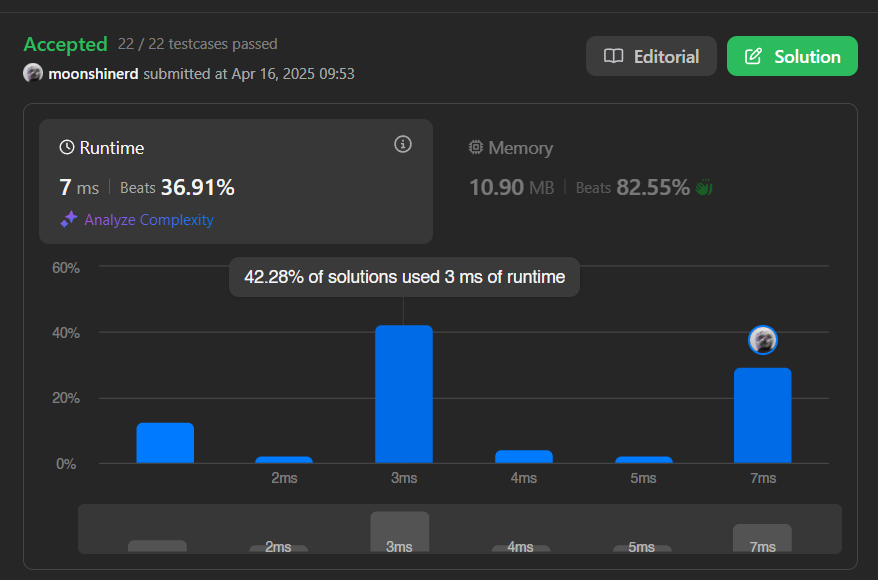 Accepted 22 / 22 testcases passed
moonshinerd submitted at Apr 16, 2025 09:53
Editorial
Solution
Runtime
7 ms | Beats 36.91%
Analyze Complexity
Memory
10.90 MB | Beats 82.55%
42.28% of solutions used 3 ms of runtime
60%
40%
20%
0%
2ms 3ms 4ms 5ms 7ms
2ms 3ms 4ms 5ms 7ms